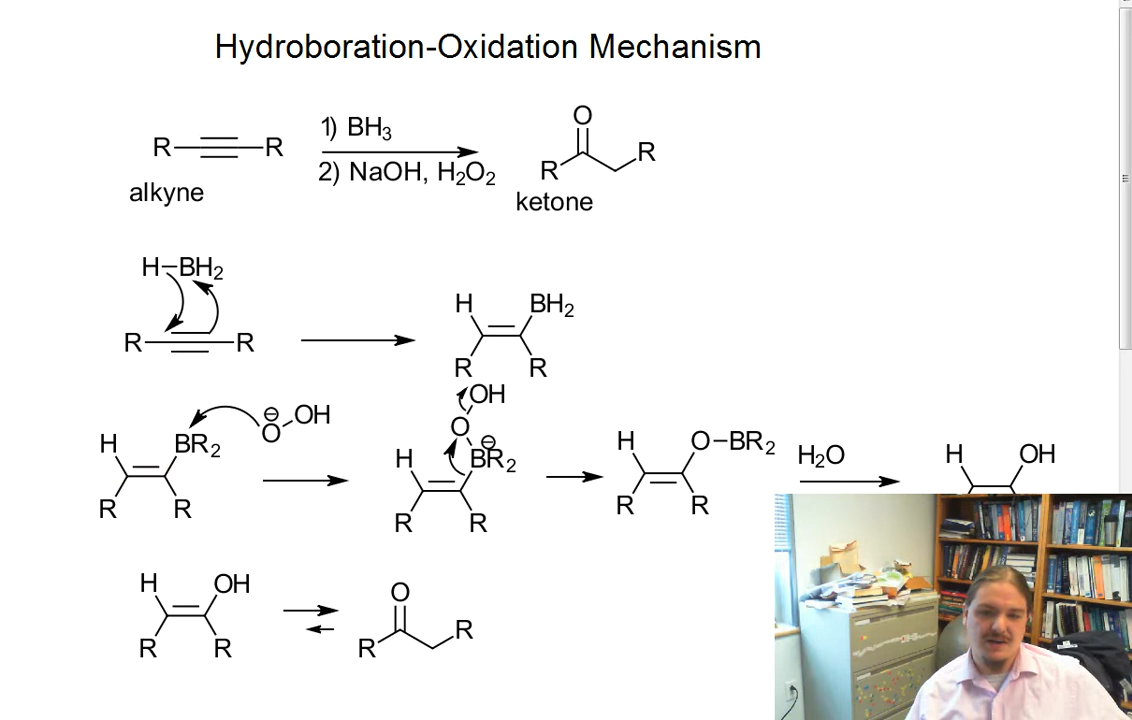 Hydroboration-Oxidation Mechanism
R R
1) BH3
2) NaOH, H2O2
O
R R
alkyne
ketone
H–BH2
R R
H BH2
R R
H BR2
R R
⊖ O OH
OH
O
H ⊖ BR2
R R
H O–BR2
R R
H2O
H OH
H OH
R R
O
R R